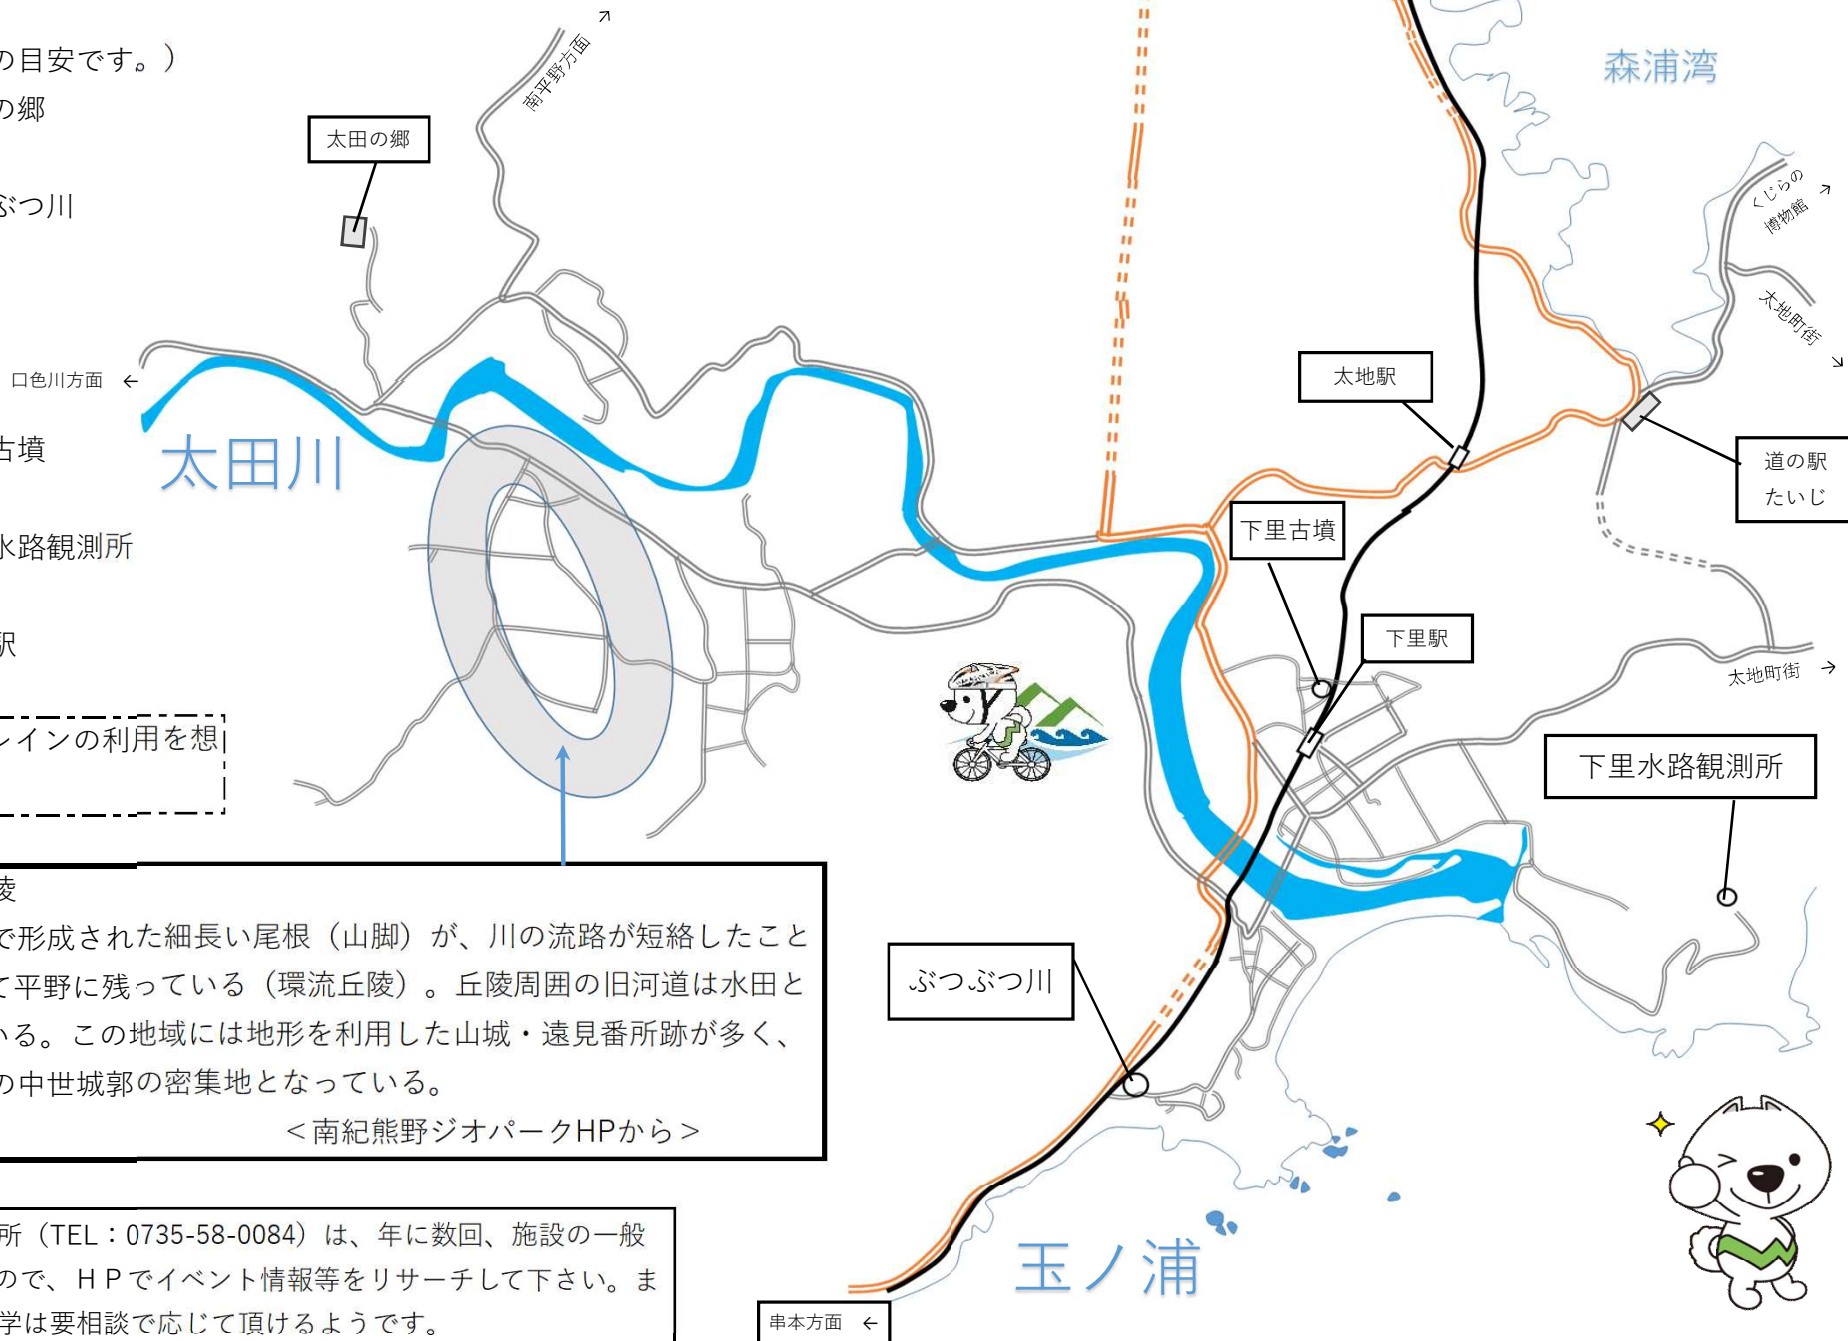 の目安です。）
の郷
ぶつ川
古墳
水路観測所
駅
レインの利用を想
南平野方面 ↗
太田の郷
口色川方面 ←
太田川
森浦湾
くじらの
博物館 →
太地町街 →
太地駅
道の駅
たいじ
下里古墳
下里駅
太地町街 →
下里水路観測所
ぶつぶつ川
陵
で形成された細長い尾根（山脚）が、川の流路が短絡したこと
て平野に残っている（環流丘陵）。丘陵周囲の旧河道は水田と
いる。この地域には地形を利用した山城・遠見番所跡が多く、
の中世城郭の密集地となっている。
＜南紀熊野ジオパークHPから＞
所（TEL：0735-58-0084）は、年に数回、施設の一般
ので、ＨＰでイベント情報等をリサーチして下さい。ま
学は要相談で応じて頂けるようです。
玉ノ浦
串本方面 ←